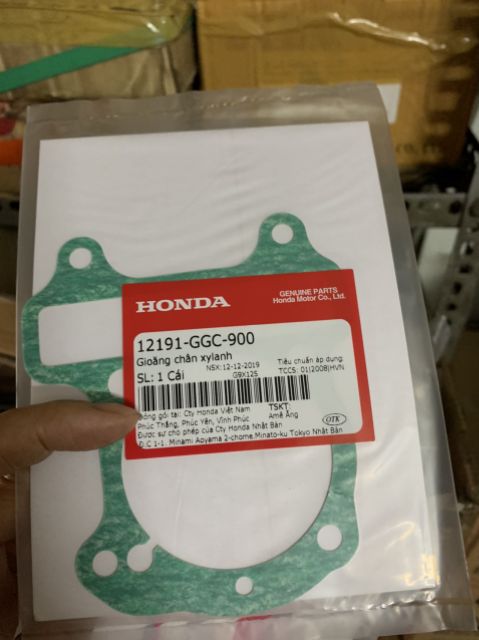 HONDA
GENUINE PARTS
Honda Motor Co., Ltd.
12191-GGC-900
Gioăng chân xylanh
NSX: 12-12-2019
Tiêu chuẩn áp dụng
SL: 1 Cái
G9X125
TCCS: 01|2008|HVN
đóng gói tại: Cty Honda Việt Nam
TSKT:
Phúc Thắng, Phúc Yên, Vĩnh Phúc
Amê Ăng
OTK
Được sự cho phép của Cty Honda Nhật Bản
Đ.C 1-1. Minami Aoyama 2-chome.Minato-ku Tokyo Nhật Bản